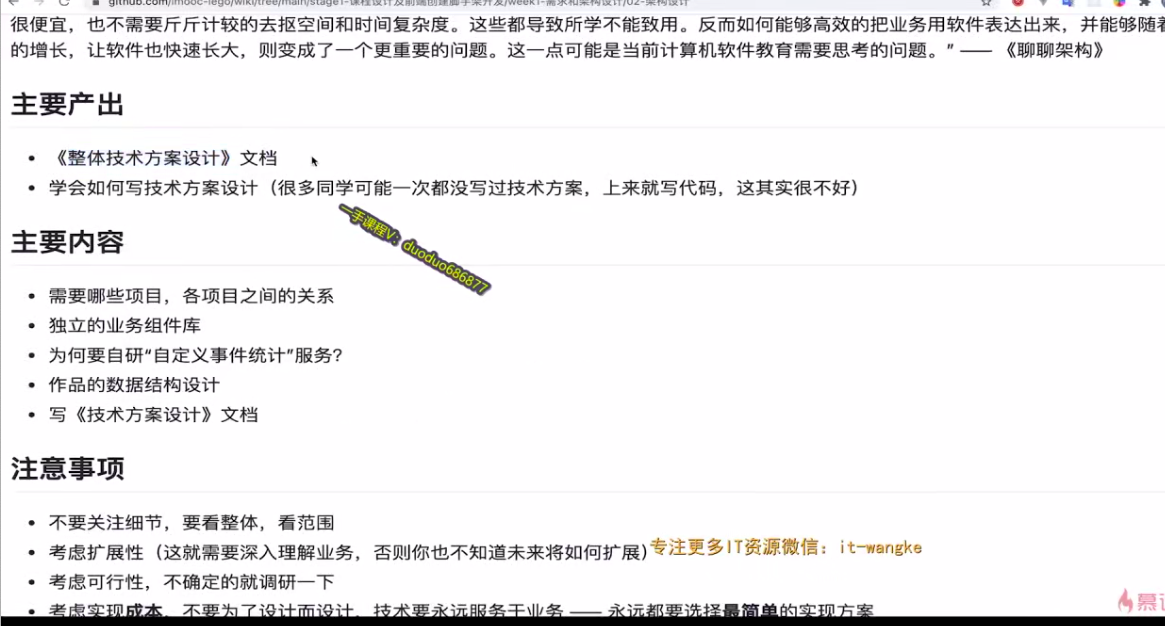 github.com/imooc-lego/wiki/tree/main/stage1-课程设计及前端创建脚手架开发/week1-需求和架构设计/02-架构设计
很便宜，也不需要斤斤计较的去抠空间和时间复杂度。这些都导致所学不能致用。反而如何能够高效的把业务用软件表达出来，并能够随着
的增长，让软件也快速长大，则变成了一个更重要的问题。这一点可能是当前计算机软件教育需要思考的问题。” —— 《聊聊架构》
主要产出
• 《整体技术方案设计》文档
• 学会如何写技术方案设计（很多同学可能一次都没写过技术方案，上来就写代码，这其实很不好）
一手课程V：duoduo686877
主要内容
• 需要哪些项目，各项目之间的关系
• 独立的业务组件库
• 为何要自研“自定义事件统计”服务？
• 作品的数据结构设计
• 写《技术方案设计》文档
注意事项
• 不要关注细节，要看整体，看范围
• 考虑扩展性（这就需要深入理解业务，否则你也不知道未来将如何扩展）
专注更多IT资源微信：it-wangke
• 考虑可行性，不确定的就调研一下
• 考虑实现成本，不要为了设计而设计，技术要永远服务于业务 —— 永远都要选择最简单的实现方案
慕